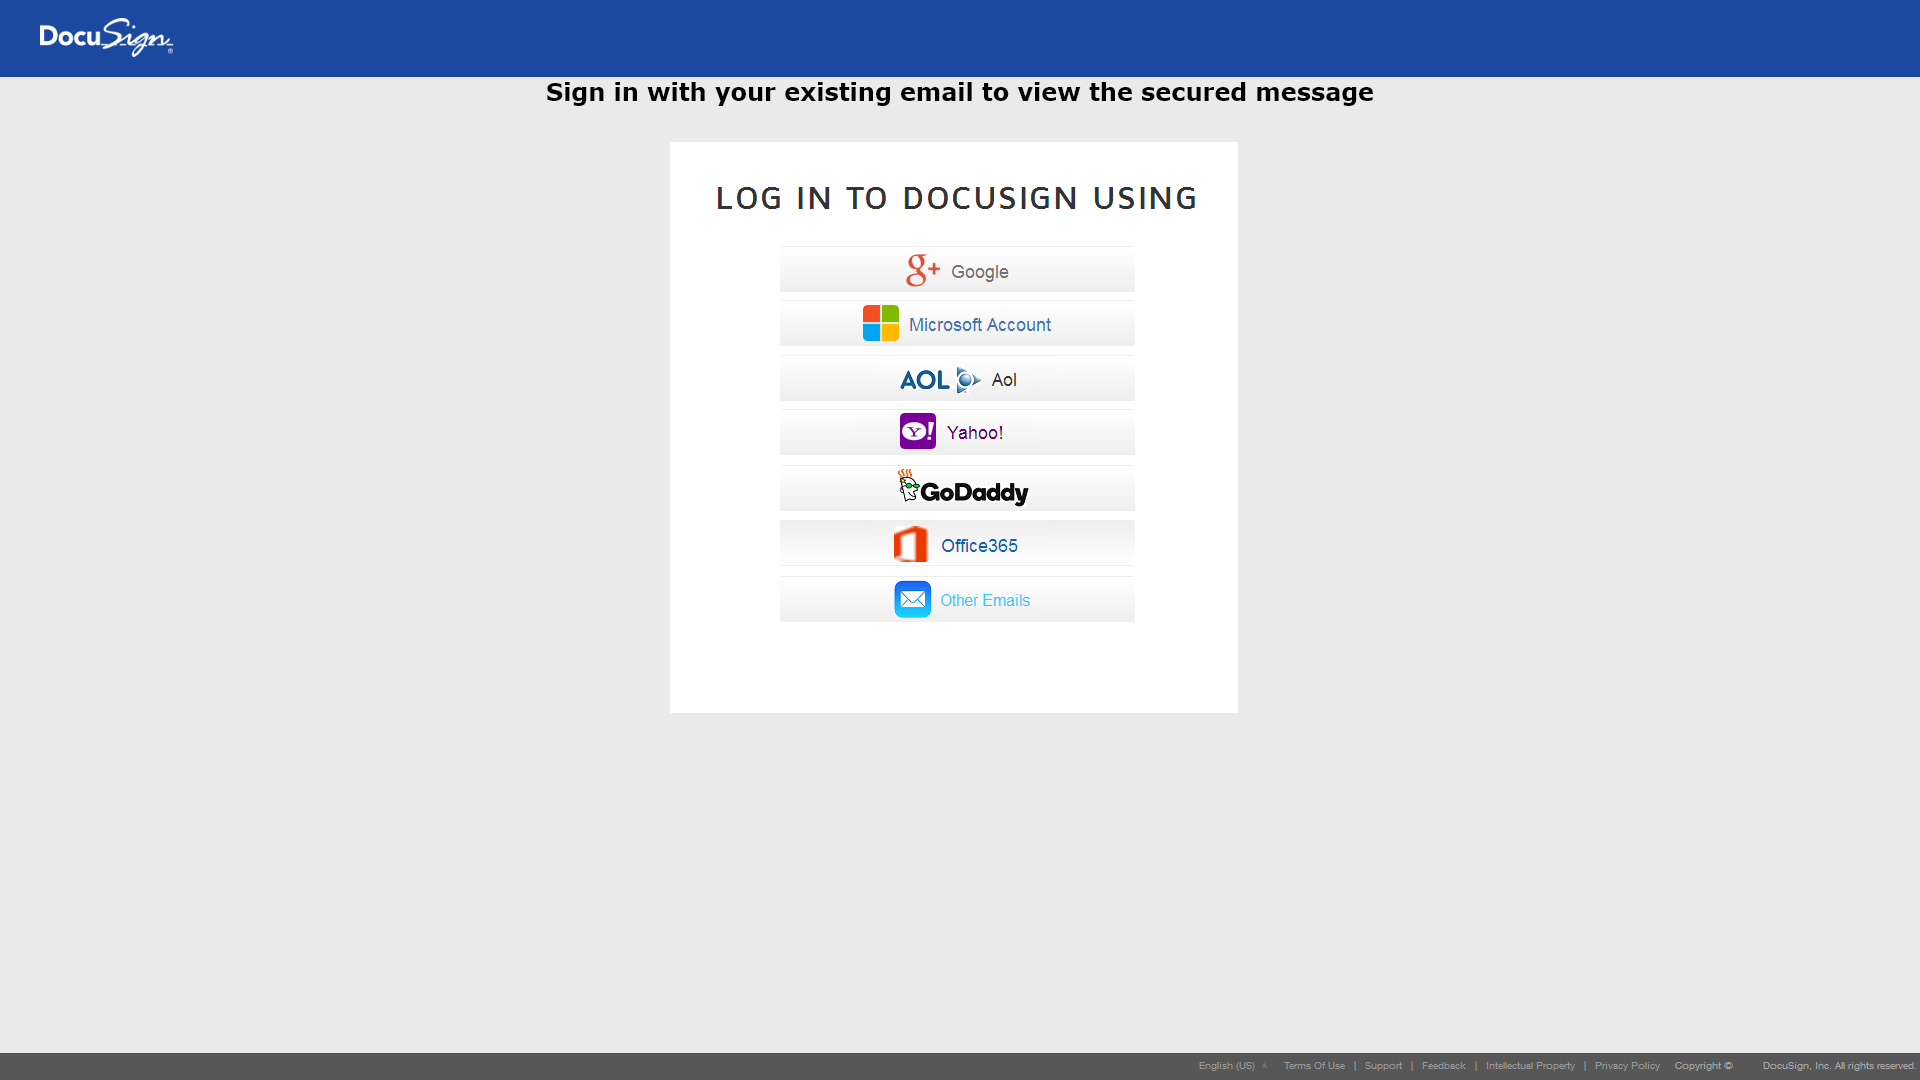 DocuSign®
Sign in with your existing email to view the secured message
LOG IN TO DOCUSIGN USING
g+ Google
Microsoft Account
AOL Aol
Y! Yahoo!
GoDaddy
Office365
Other Emails
English (US) Terms Of Use | Support | Feedback | Intellectual Property | Privacy Policy Copyright © DocuSign, Inc. All rights reserved.